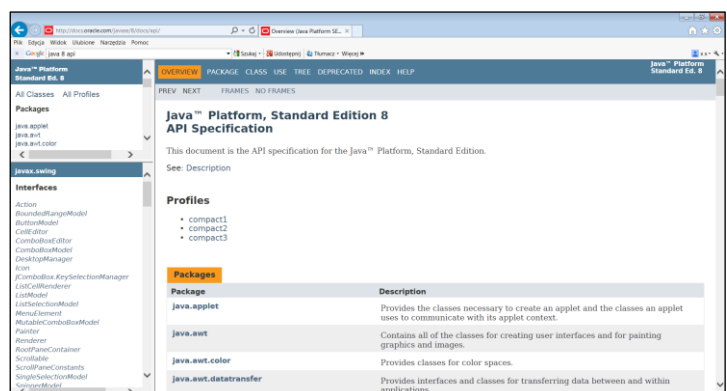 http://docs.oracle.com/javase/8/docs/api/
Overview (Java Platform SE...
Plik Edycja Widok Ulubione Narzędzia Pomoc
Google java 8 api
Szukaj
Udostępnij
Tłumacz
Więcej »
Java™ Platform
Standard Ed. 8
All Classes All Profiles
Packages
java.applet
java.awt
java.awt.color
javax.swing
Interfaces
Action
BoundedRangeModel
ButtonModel
CellEditor
ComboBoxEditor
ComboBoxModel
DesktopManager
Icon
JComboBox.KeySelectionManager
ListCellRenderer
ListModel
ListSelectionModel
MenuElement
MutableComboBoxModel
Painter
Renderer
RootPaneContainer
Scrollable
ScrollPaneConstants
SingleSelectionModel
SpinnerModel
OVERVIEW PACKAGE CLASS USE TREE DEPRECATED INDEX HELP
Java™ Platform
Standard Ed. 8
PREV NEXT FRAMES NO FRAMES
Java™ Platform, Standard Edition 8
API Specification
This document is the API specification for the Java™ Platform, Standard Edition.
See: Description
Profiles
• compact1
• compact2
• compact3
Packages
Package Description
java.applet Provides the classes necessary to create an applet and the classes an applet
uses to communicate with its applet context.
java.awt Contains all of the classes for creating user interfaces and for painting
graphics and images.
java.awt.color Provides classes for color spaces.
java.awt.datatransfer Provides interfaces and classes for transferring data between and within
applications.